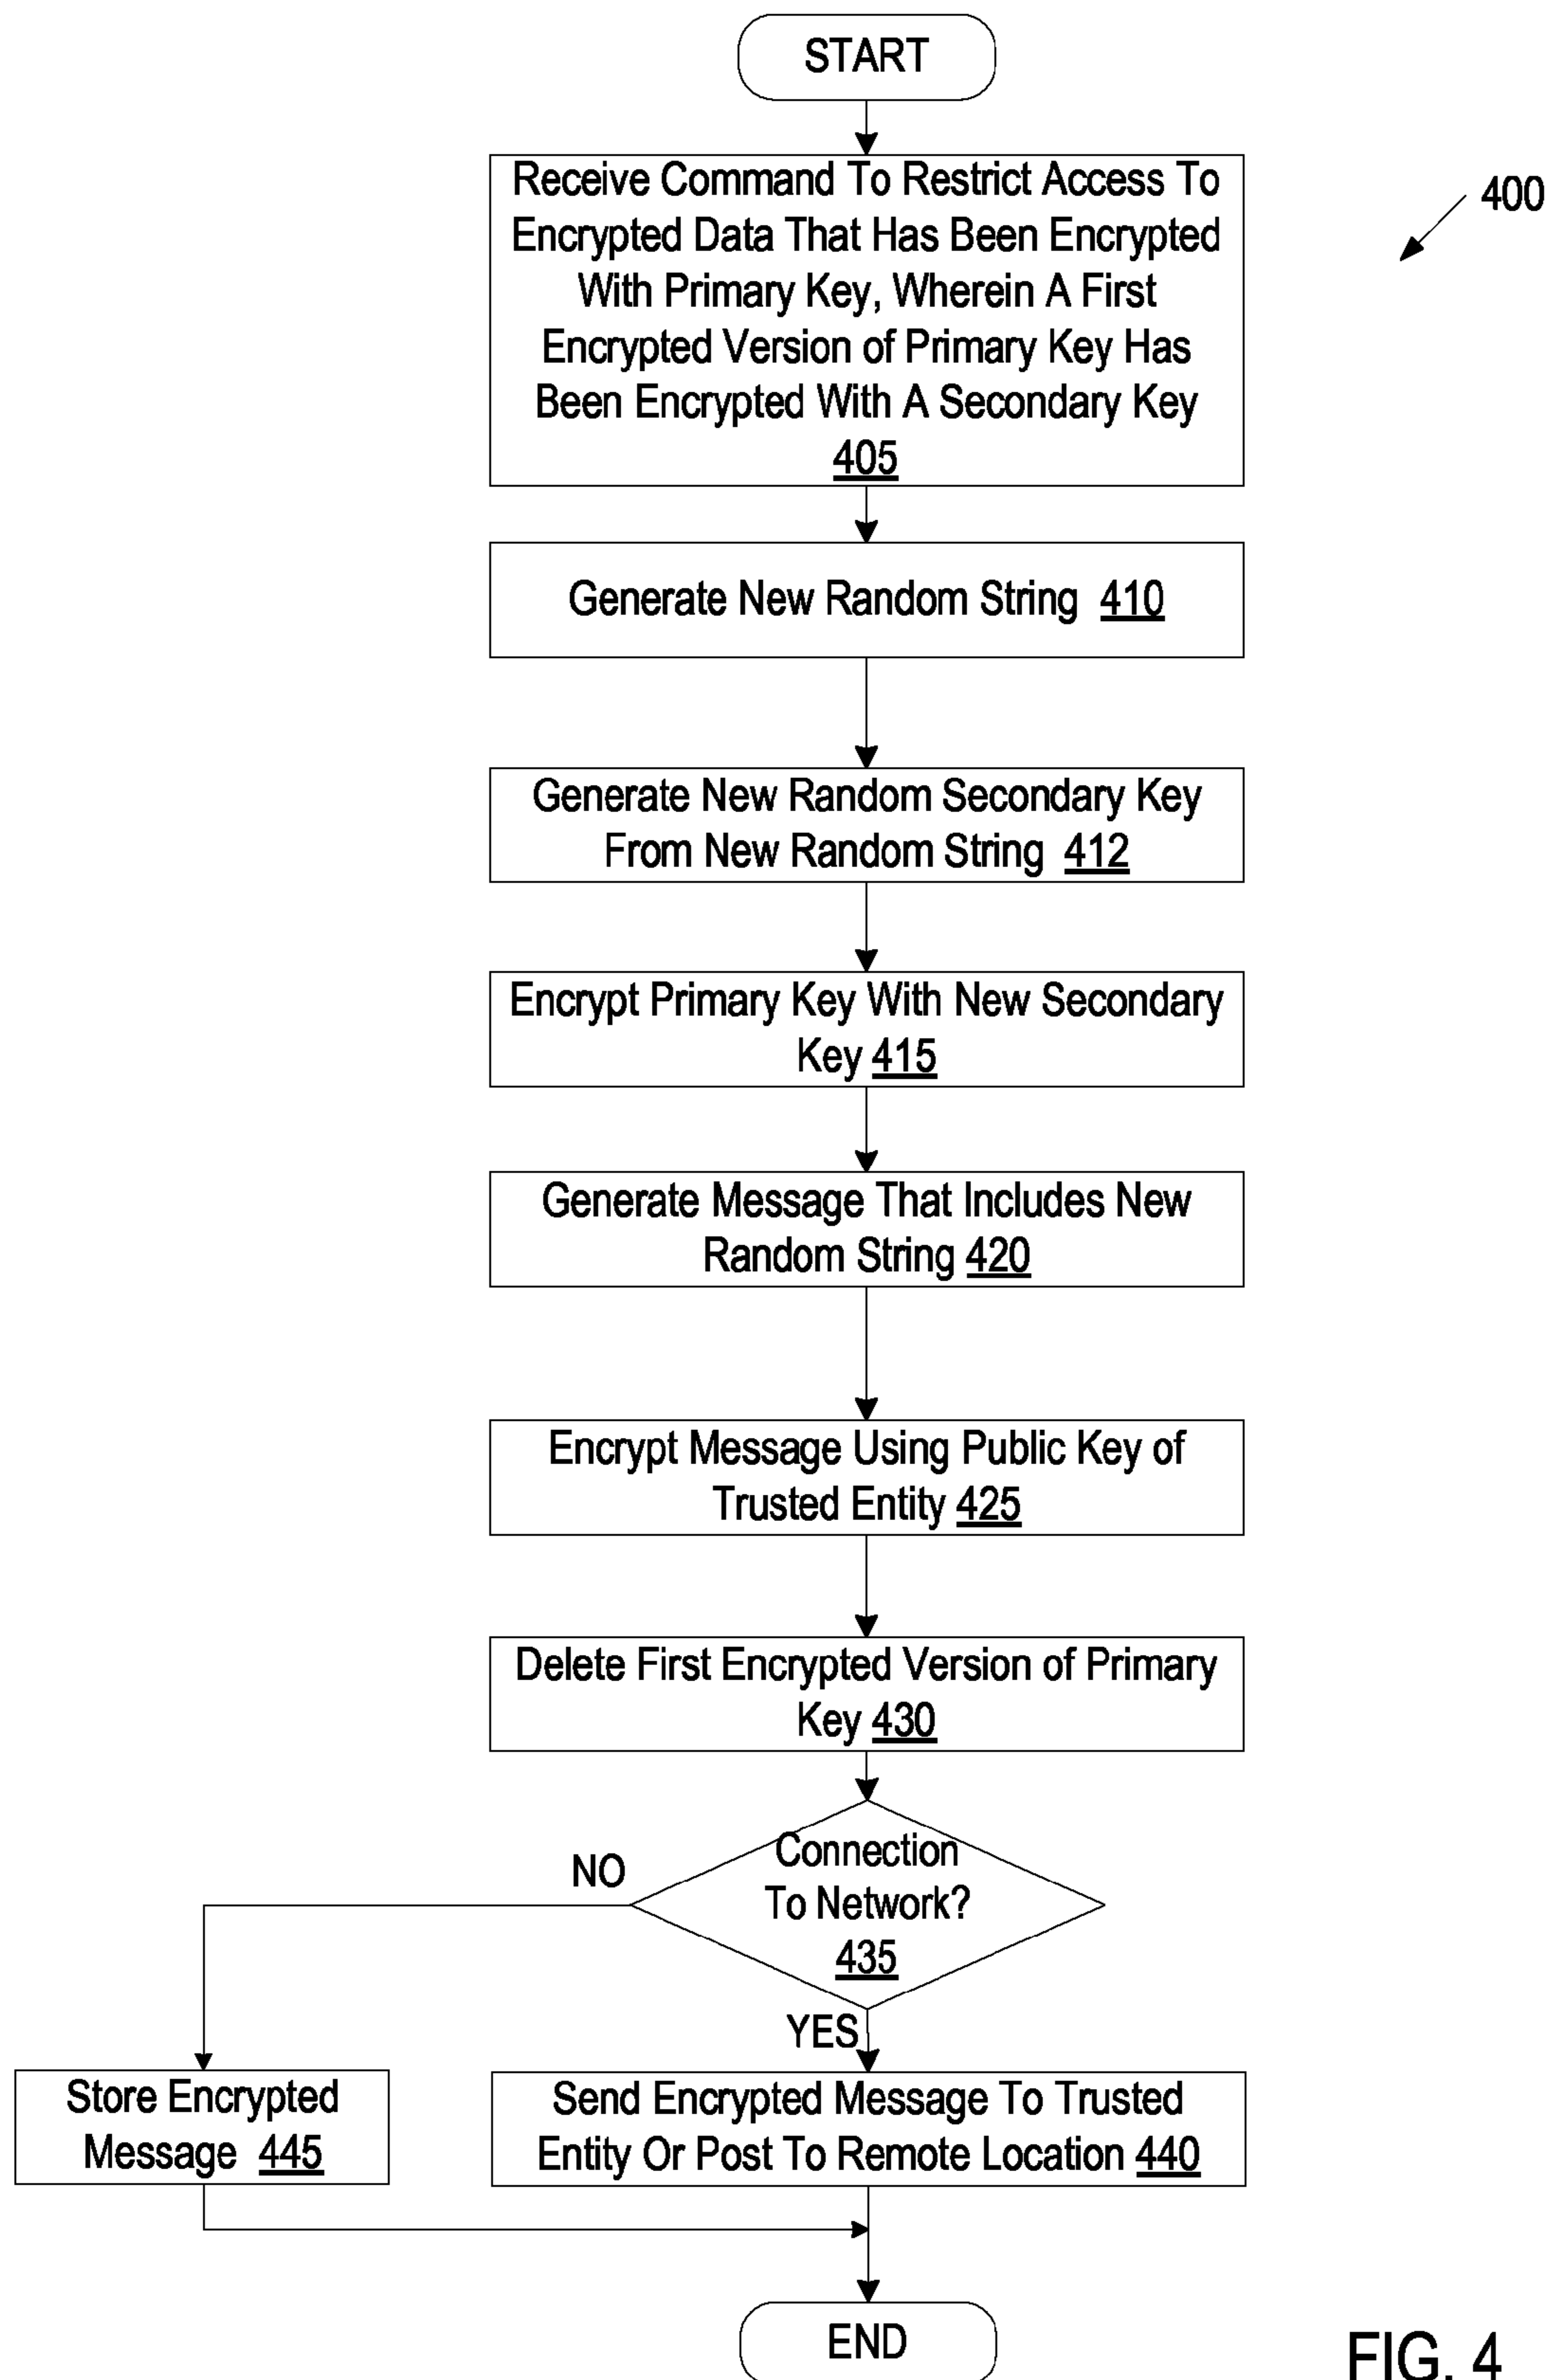 START
Receive Command To Restrict Access To
Encrypted Data That Has Been Encrypted
With Primary Key, Wherein A First
Encrypted Version of Primary Key Has
Been Encrypted With A Secondary Key
405
400
Generate New Random String 410
Generate New Random Secondary Key
From New Random String 412
Encrypt Primary Key With New Secondary
Key 415
Generate Message That Includes New
Random String 420
Encrypt Message Using Public Key of
Trusted Entity 425
Delete First Encrypted Version of Primary
Key 430
Connection
To Network?
435
NO
YES
Store Encrypted
Message 445
Send Encrypted Message To Trusted
Entity Or Post To Remote Location 440
END
FIG. 4